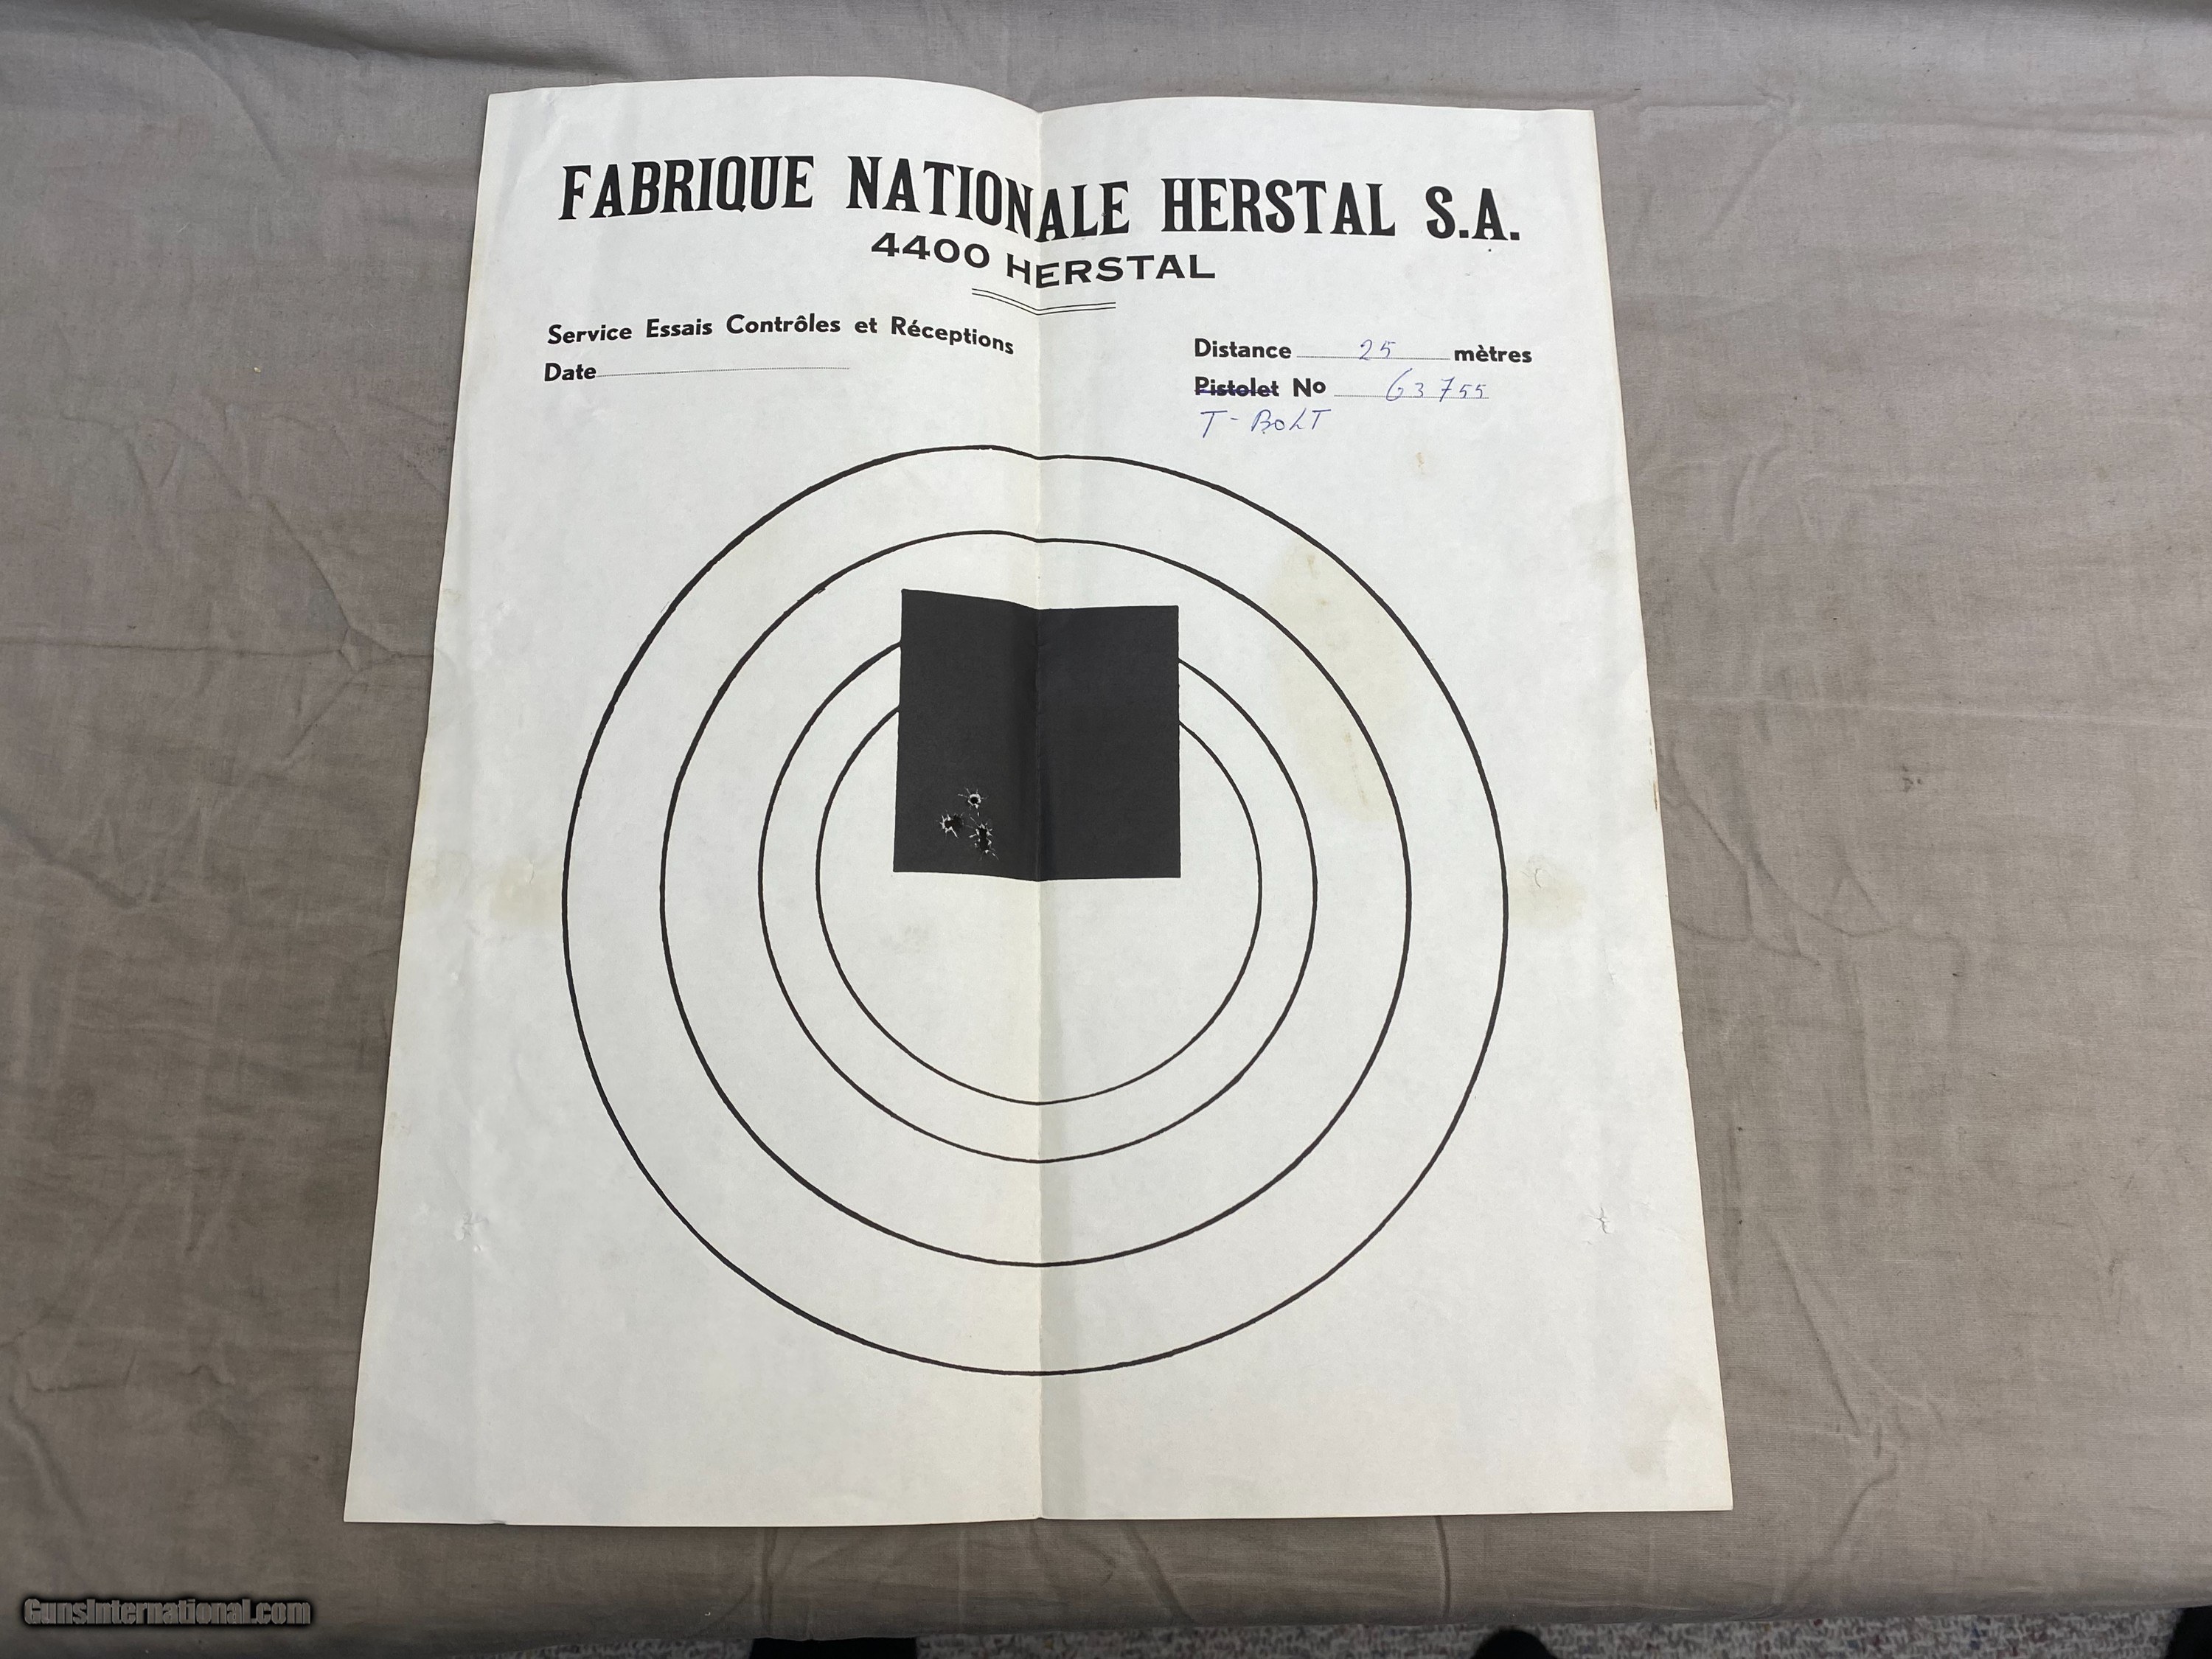 FABRIQUE NATIONALE HERSTAL S.A.
4400 HERSTAL
Service Essais Contrôles et Réceptions
Date
Distance 25 mètres
Pistolet No 63755
T-BOLT
GunsInternational.com